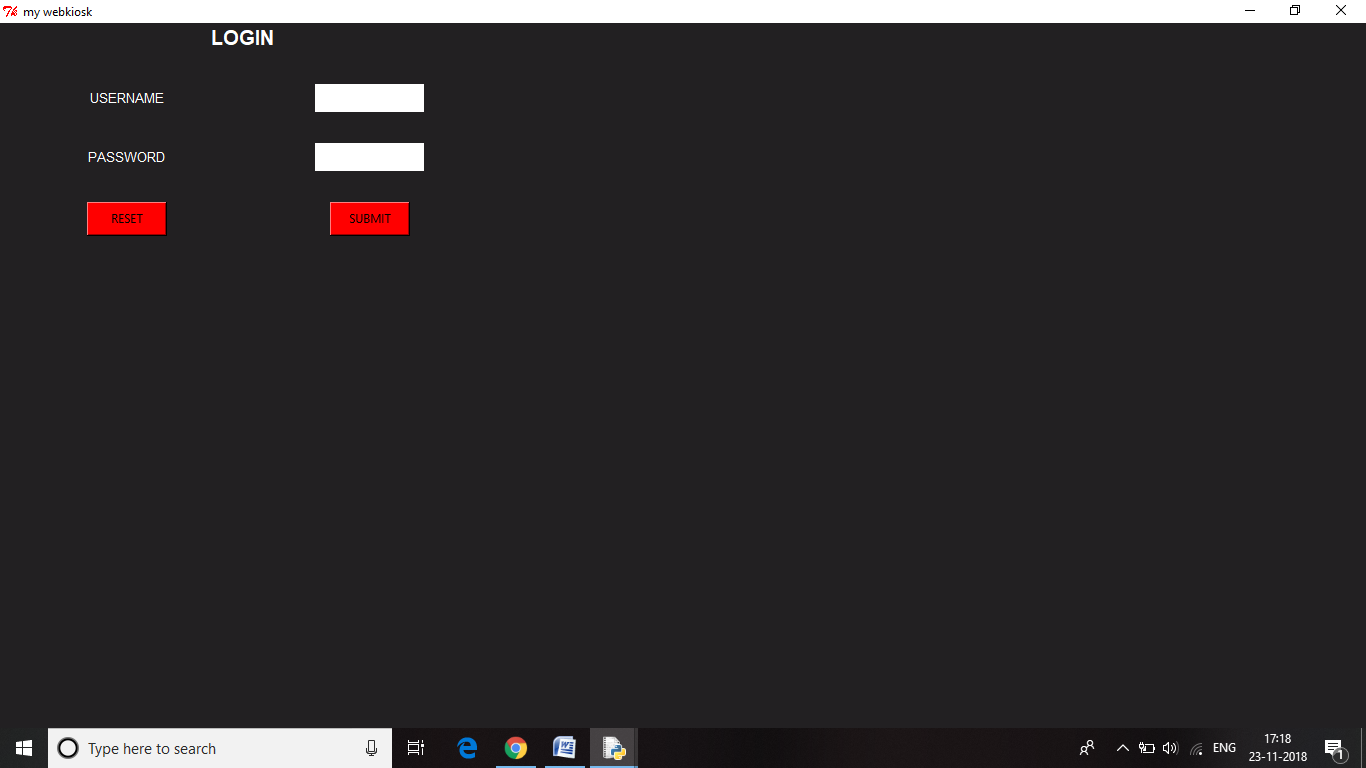 my webkiosk
LOGIN
USERNAME
PASSWORD
RESET SUBMIT
Type here to search
ENG
17:18
23-11-2018
1